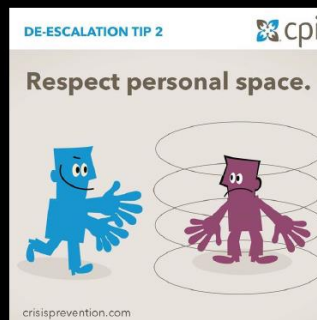 DE-ESCALATION TIP 2
cpi
Respect personal space.
crisisprevention.com